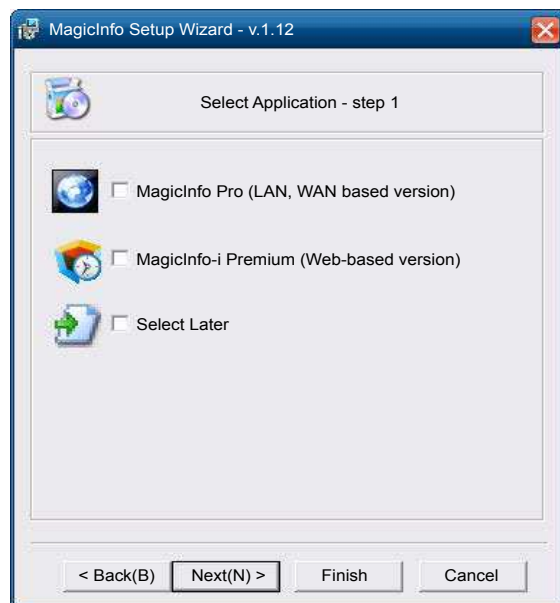 MagicInfo Setup Wizard - v.1.12
Select Application - step 1
MagicInfo Pro (LAN, WAN based version)
MagicInfo-i Premium (Web-based version)
Select Later
< Back(B) Next(N) > Finish Cancel